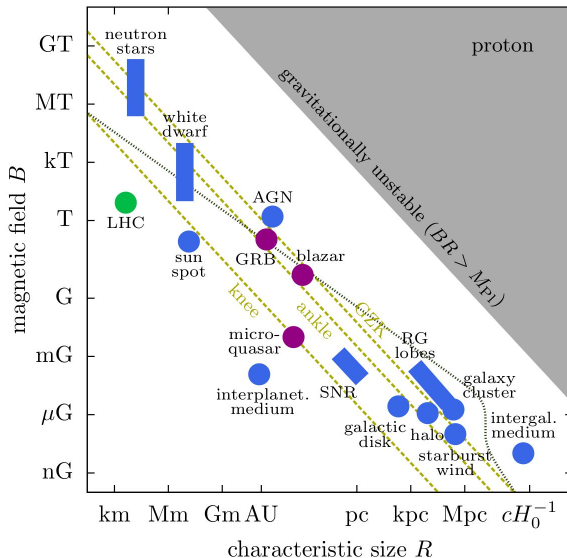 GT
MT
kT
T
G
mG
μG
nG
magnetic field B
neutron
stars
white
dwarf
proton
gravitationally unstable (BR > M_Pl)
LHC
sun
spot
AGN
GRB
blazar
knee
ankle
GZK
micro-
quasar
interplanet.
medium
SNR
RG
lobes
galaxy
cluster
galactic
disk
halo
starburst
wind
intergal.
medium
km Mm Gm AU pc kpc Mpc cH₀⁻¹
characteristic size R